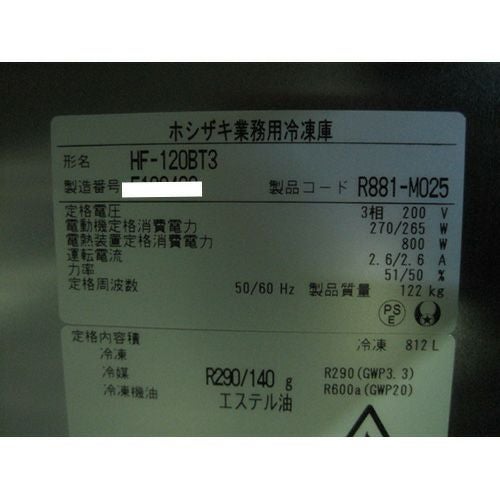 ホシザキ業務用冷凍庫
形名 HF-120BT3
製造番号
製品コード R881-M025
定格電圧 3相 200 V
電動機定格消費電力 270/265 W
電熱装置定格消費電力 800 W
運転電流 2.6/2.6 A
力率 51/50 %
定格周波数 50/60 Hz 製品質量 122 kg
PS
E
定格内容積
冷凍 冷凍 812 L
冷媒 R290/140 g R290(GWP3.3)
冷凍機油 エステル油 R600a(GWP20)